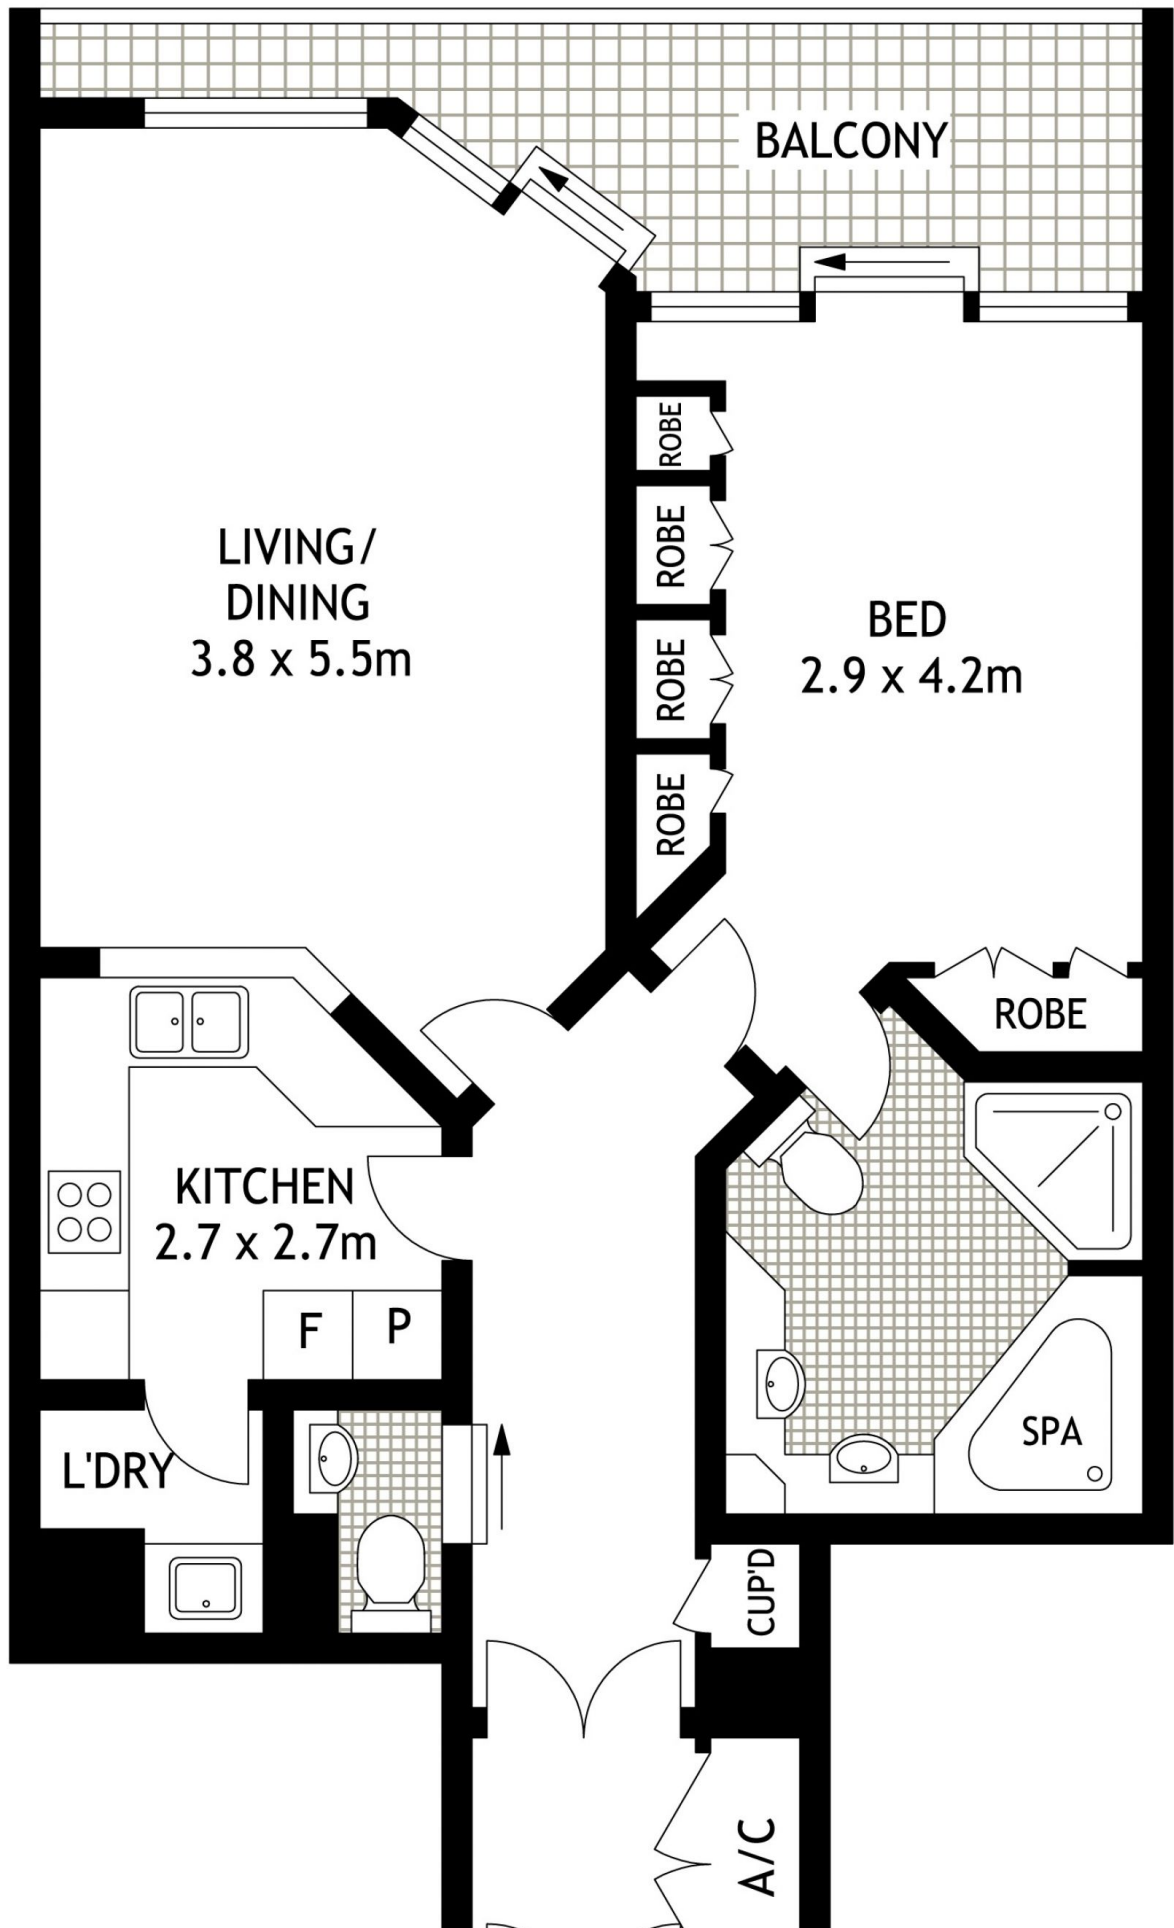 BALCONY
ROBE
ROBE
ROBE
ROBE
LIVING/
DINING
3.8 x 5.5m
BED
2.9 x 4.2m
ROBE
KITCHEN
2.7 x 2.7m
F
P
L'DRY
SPA
CUP'D
A/C